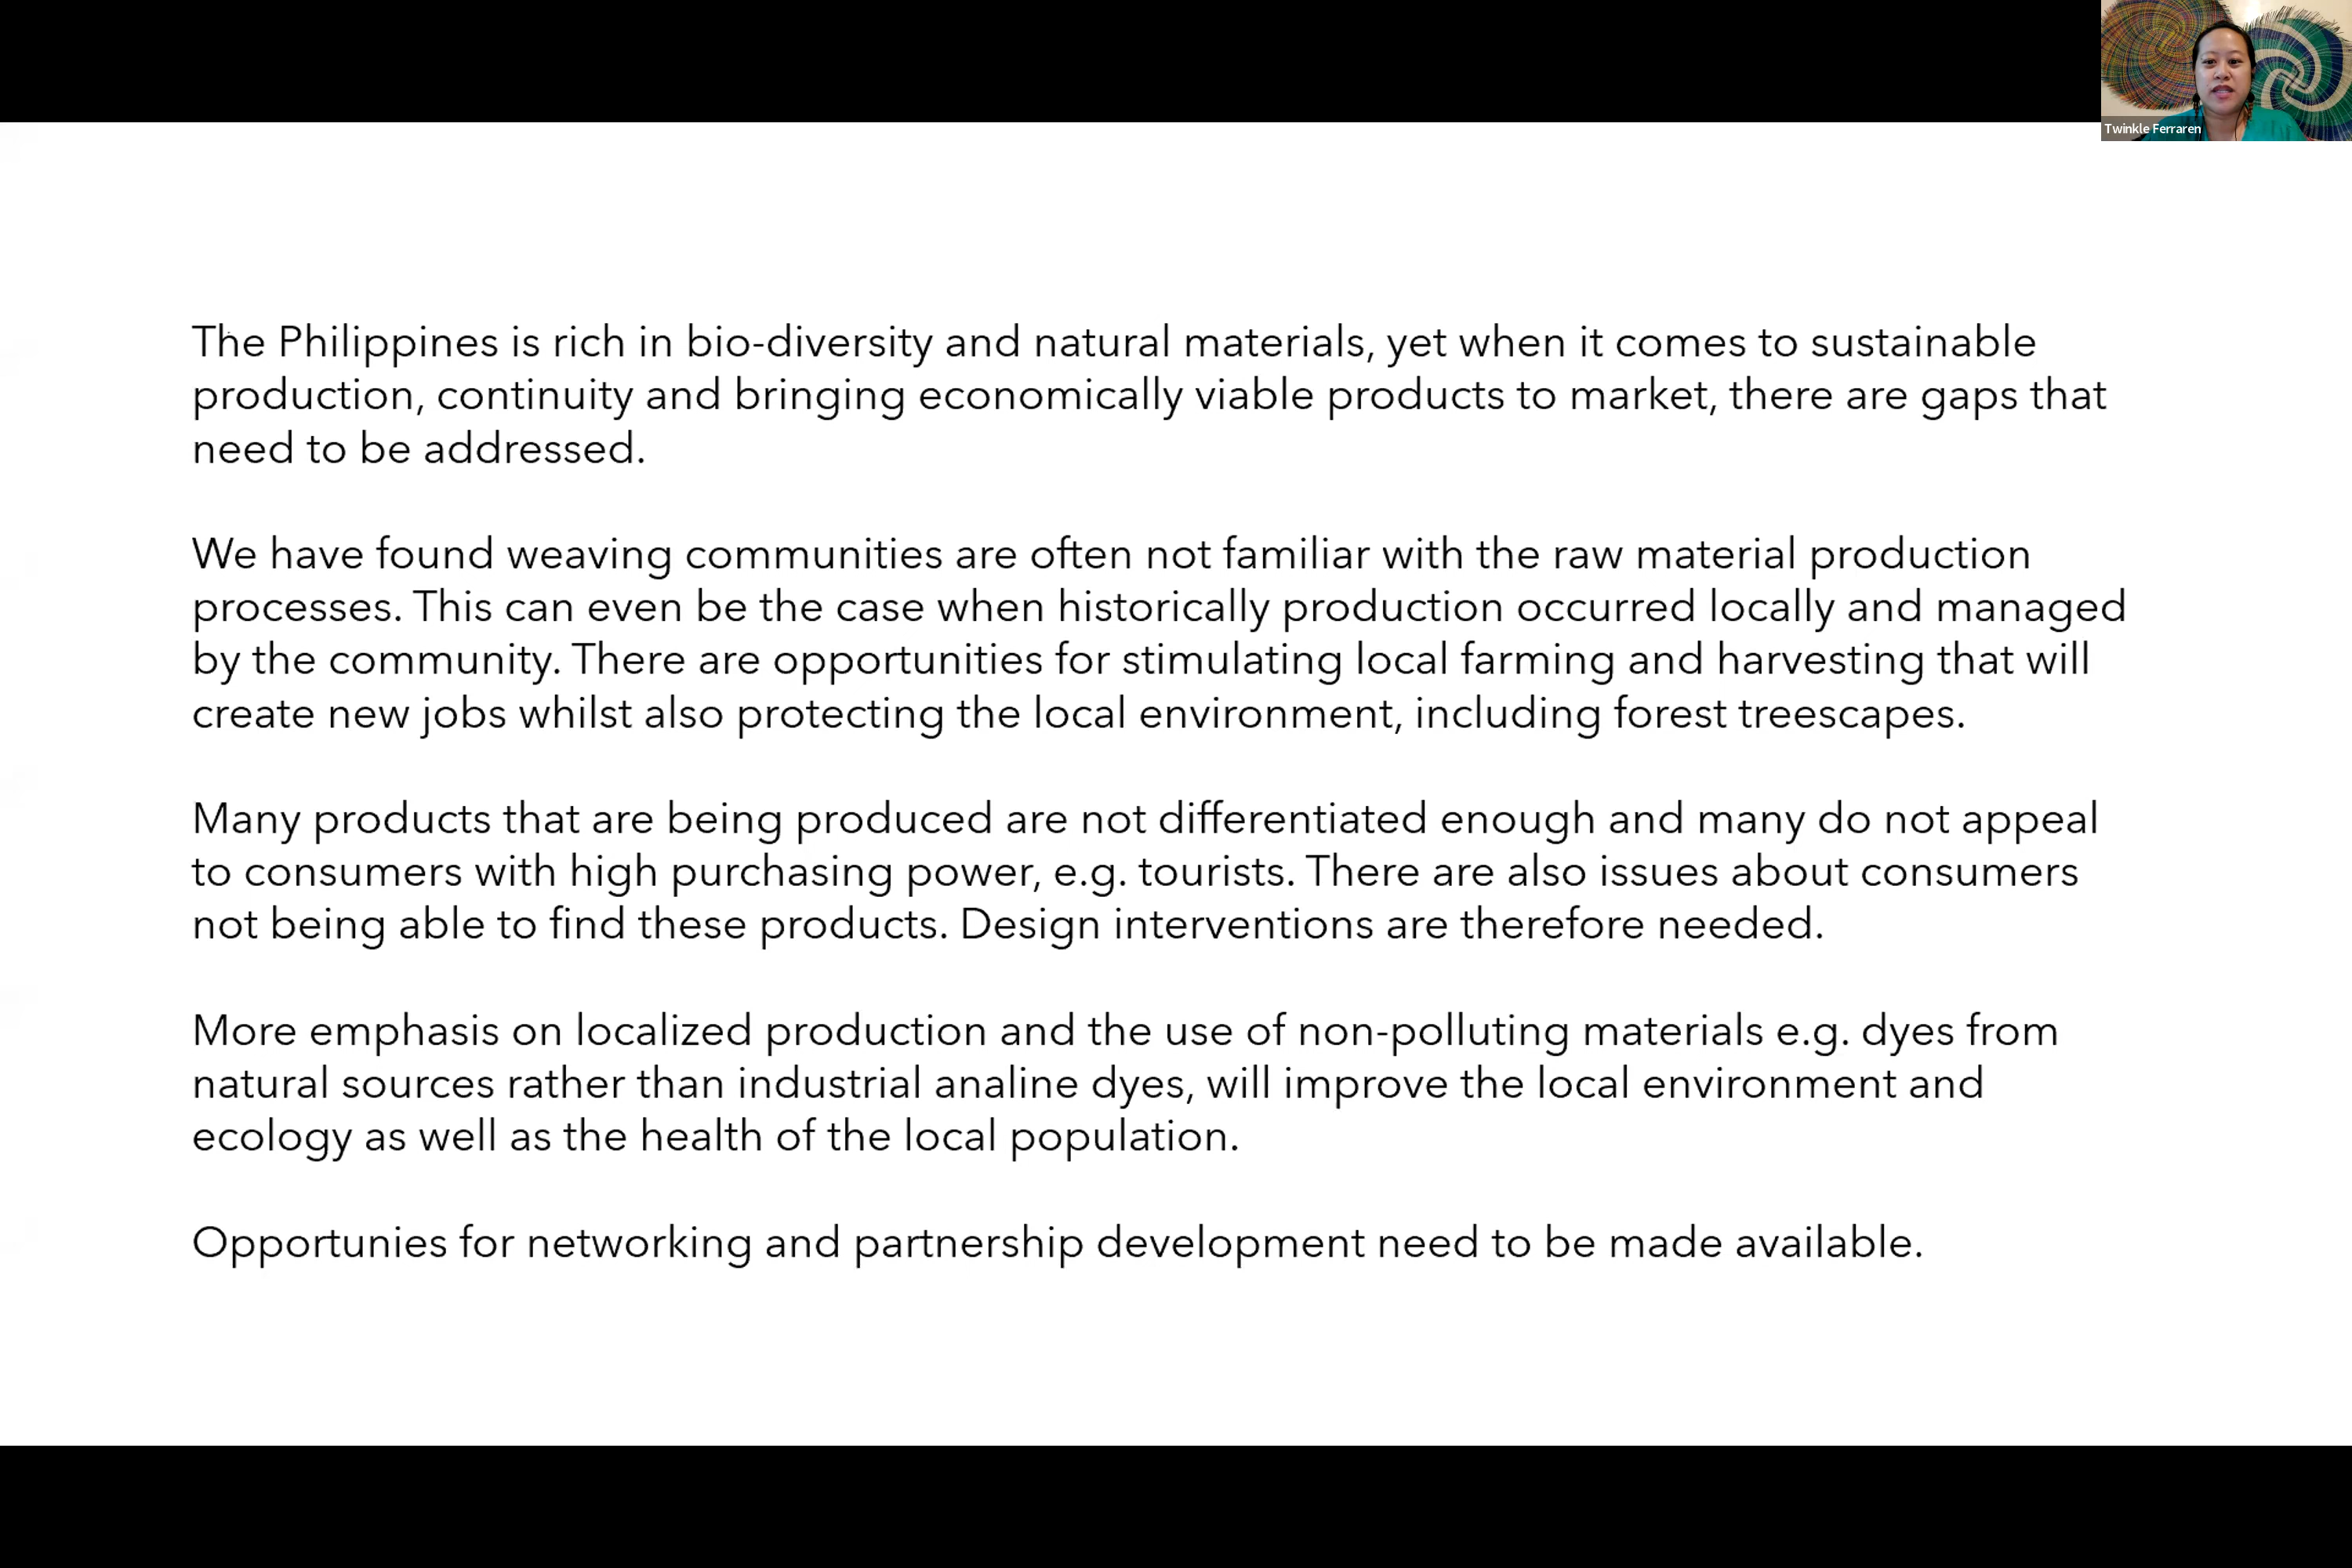 Twinkle Ferraren
The Philippines is rich in bio-diversity and natural materials, yet when it comes to sustainable
production, continuity and bringing economically viable products to market, there are gaps that
need to be addressed.
We have found weaving communities are often not familiar with the raw material production
processes. This can even be the case when historically production occurred locally and managed
by the community. There are opportunities for stimulating local farming and harvesting that will
create new jobs whilst also protecting the local environment, including forest treescapes.
Many products that are being produced are not differentiated enough and many do not appeal
to consumers with high purchasing power, e.g. tourists. There are also issues about consumers
not being able to find these products. Design interventions are therefore needed.
More emphasis on localized production and the use of non-polluting materials e.g. dyes from
natural sources rather than industrial analine dyes, will improve the local environment and
ecology as well as the health of the local population.
Opportunies for networking and partnership development need to be made available.